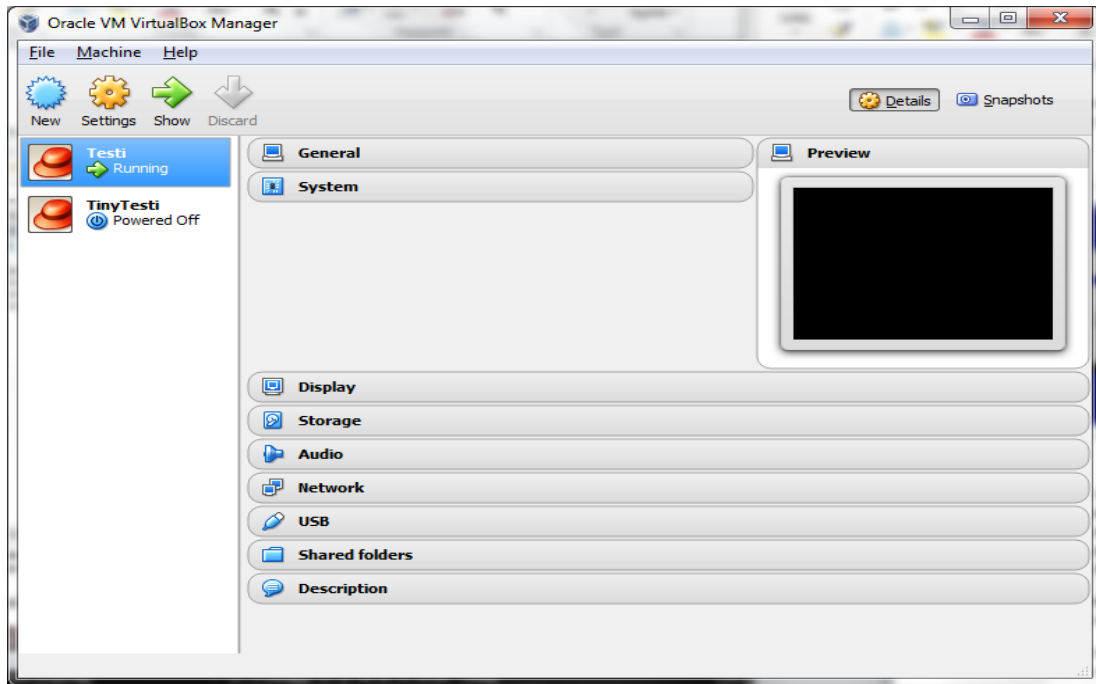 Oracle VM VirtualBox Manager
File Machine Help
New Settings Show Discard
Details Snapshots
Testi
Running
TinyTesti
Powered Off
General
System
Preview
Display
Storage
Audio
Network
USB
Shared folders
Description